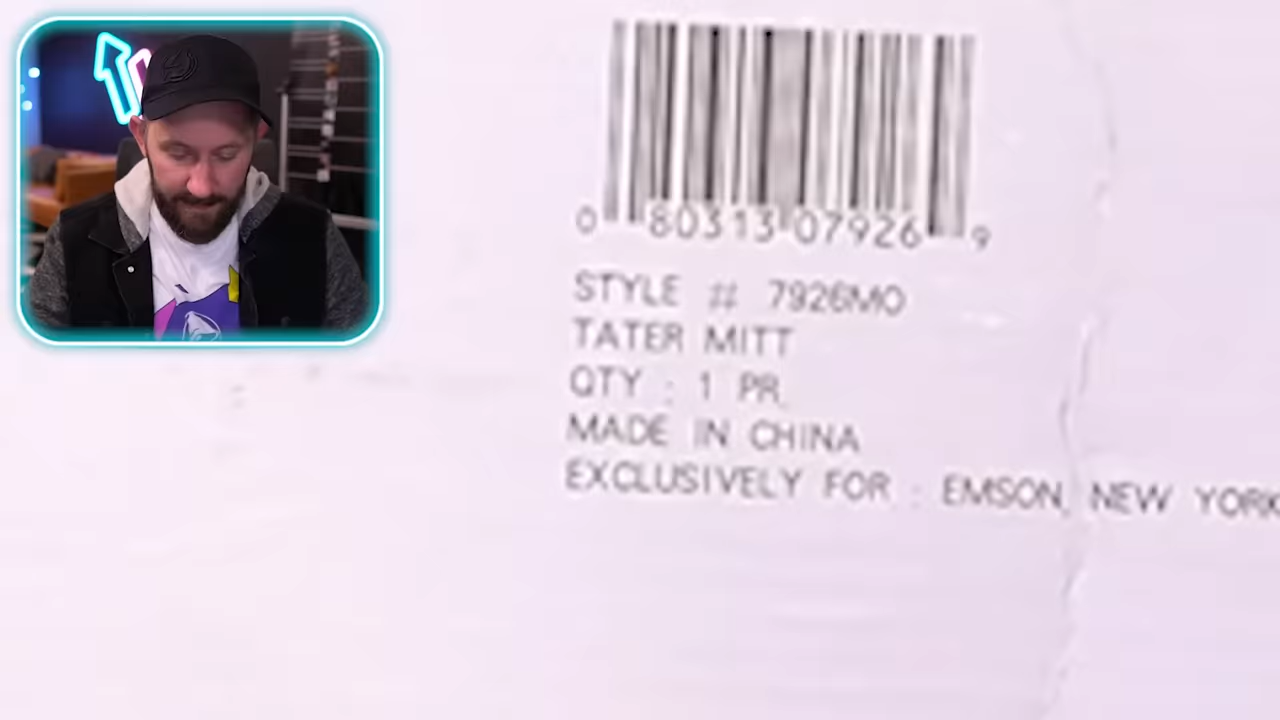 0 80313 07926 9
STYLE # 7926MO
TATER MITT
QTY : 1 PR.
MADE IN CHINA
EXCLUSIVELY FOR : EMSON, NEW YORK